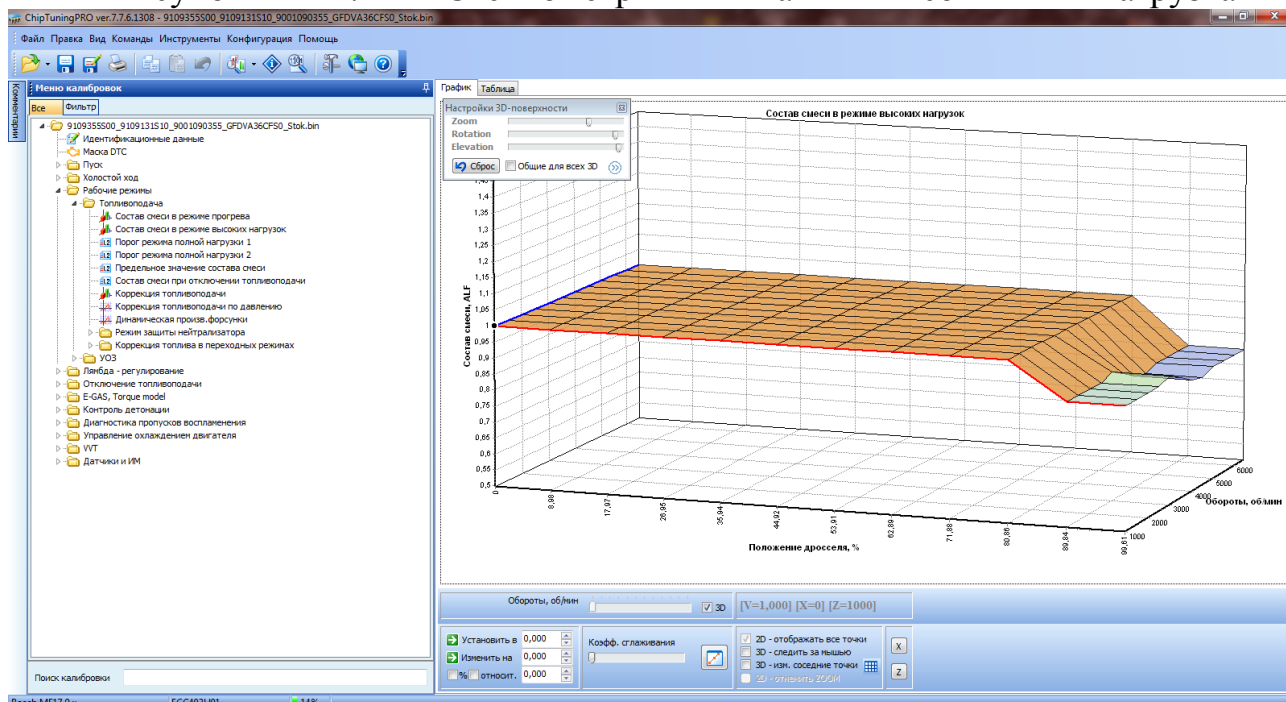 ChipTuningPRO ver.7.7.6.1308 - 9109355S00_9109131S10_9001090355_GFDVA36CFS0_Stok.bin
Файл Правка Вид Команды Инструменты Конфигурация Помощь
Комментарии
Меню калибровок
Все Фильтр
9109355S00_9109131S10_9001090355_GFDVA36CFS0_Stok.bin
Идентификационные данные
Маска DTC
Пуск
Холостой ход
Рабочие режимы
Топливоподача
Состав смеси в режиме прогрева
Состав смеси в режиме высоких нагрузок
Порог режима полной нагрузки 1
Порог режима полной нагрузки 2
Предельное значение состава смеси
Состав смеси при отключении топливоподачи
Коррекция топливоподачи
Коррекция топливоподачи по давлению
Динамическая произв.форсунки
Режим защиты нейтрализатора
Коррекция топлива в переходных режимах
УОЗ
Лямбда - регулирование
Отключение топливоподачи
E-GAS, Torque model
Контроль детонации
Диагностика пропусков воспламенения
Управление охлаждением двигателя
VVT
Датчики и ИМ
Поиск калибровки
График Таблица
Настройки 3D-поверхности
Zoom
Rotation
Elevation
Сброс Общие для всех 3D
Состав смеси в режиме высоких нагрузок
1,4
1,35
1,3
1,25
1,2
1,15
1,1
1,05
1
0,95
0,9
0,85
0,8
0,75
0,7
0,65
0,6
0,55
0,5
Состав смеси, ALF
0
8,98
17,97
26,95
35,94
44,92
53,91
62,89
71,88
80,86
89,84
99,61
Положение дросселя, %
1000
2000
3000
4000
5000
6000
Обороты, об/мин
Обороты, об/мин 3D [V=1,000] [X=0] [Z=1000]
Установить в 0,000
Изменить на 0,000
% относит. 0,000
Коэфф. сглаживания
2D - отображать все точки
3D - следить за мышью
3D - изм. соседние точки
2D - отменить ZOOM
X
Z
14%